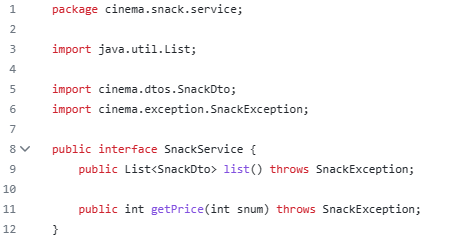 1 package cinema.snack.service;
2
3 import java.util.List;
4
5 import cinema.dtos.SnackDto;
6 import cinema.exception.SnackException;
7
8 public interface SnackService {
9     public List<SnackDto> list() throws SnackException;
10
11     public int getPrice(int snum) throws SnackException;
12 }